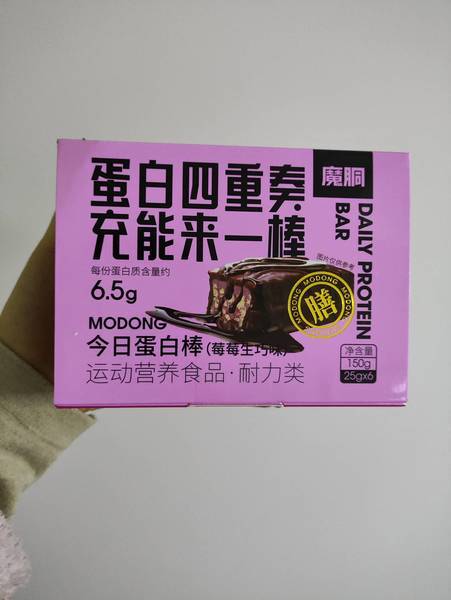 蛋白四重奏
充能来一棒
魔胴
DAILY PROTEIN
BAR
每份蛋白质含量约
6.5g
图片仅供参考
MODONG MODONG MODONG
膳
MODONG
今日蛋白棒(莓莓生巧味)
运动营养食品·耐力类
净含量
150g
25gx6